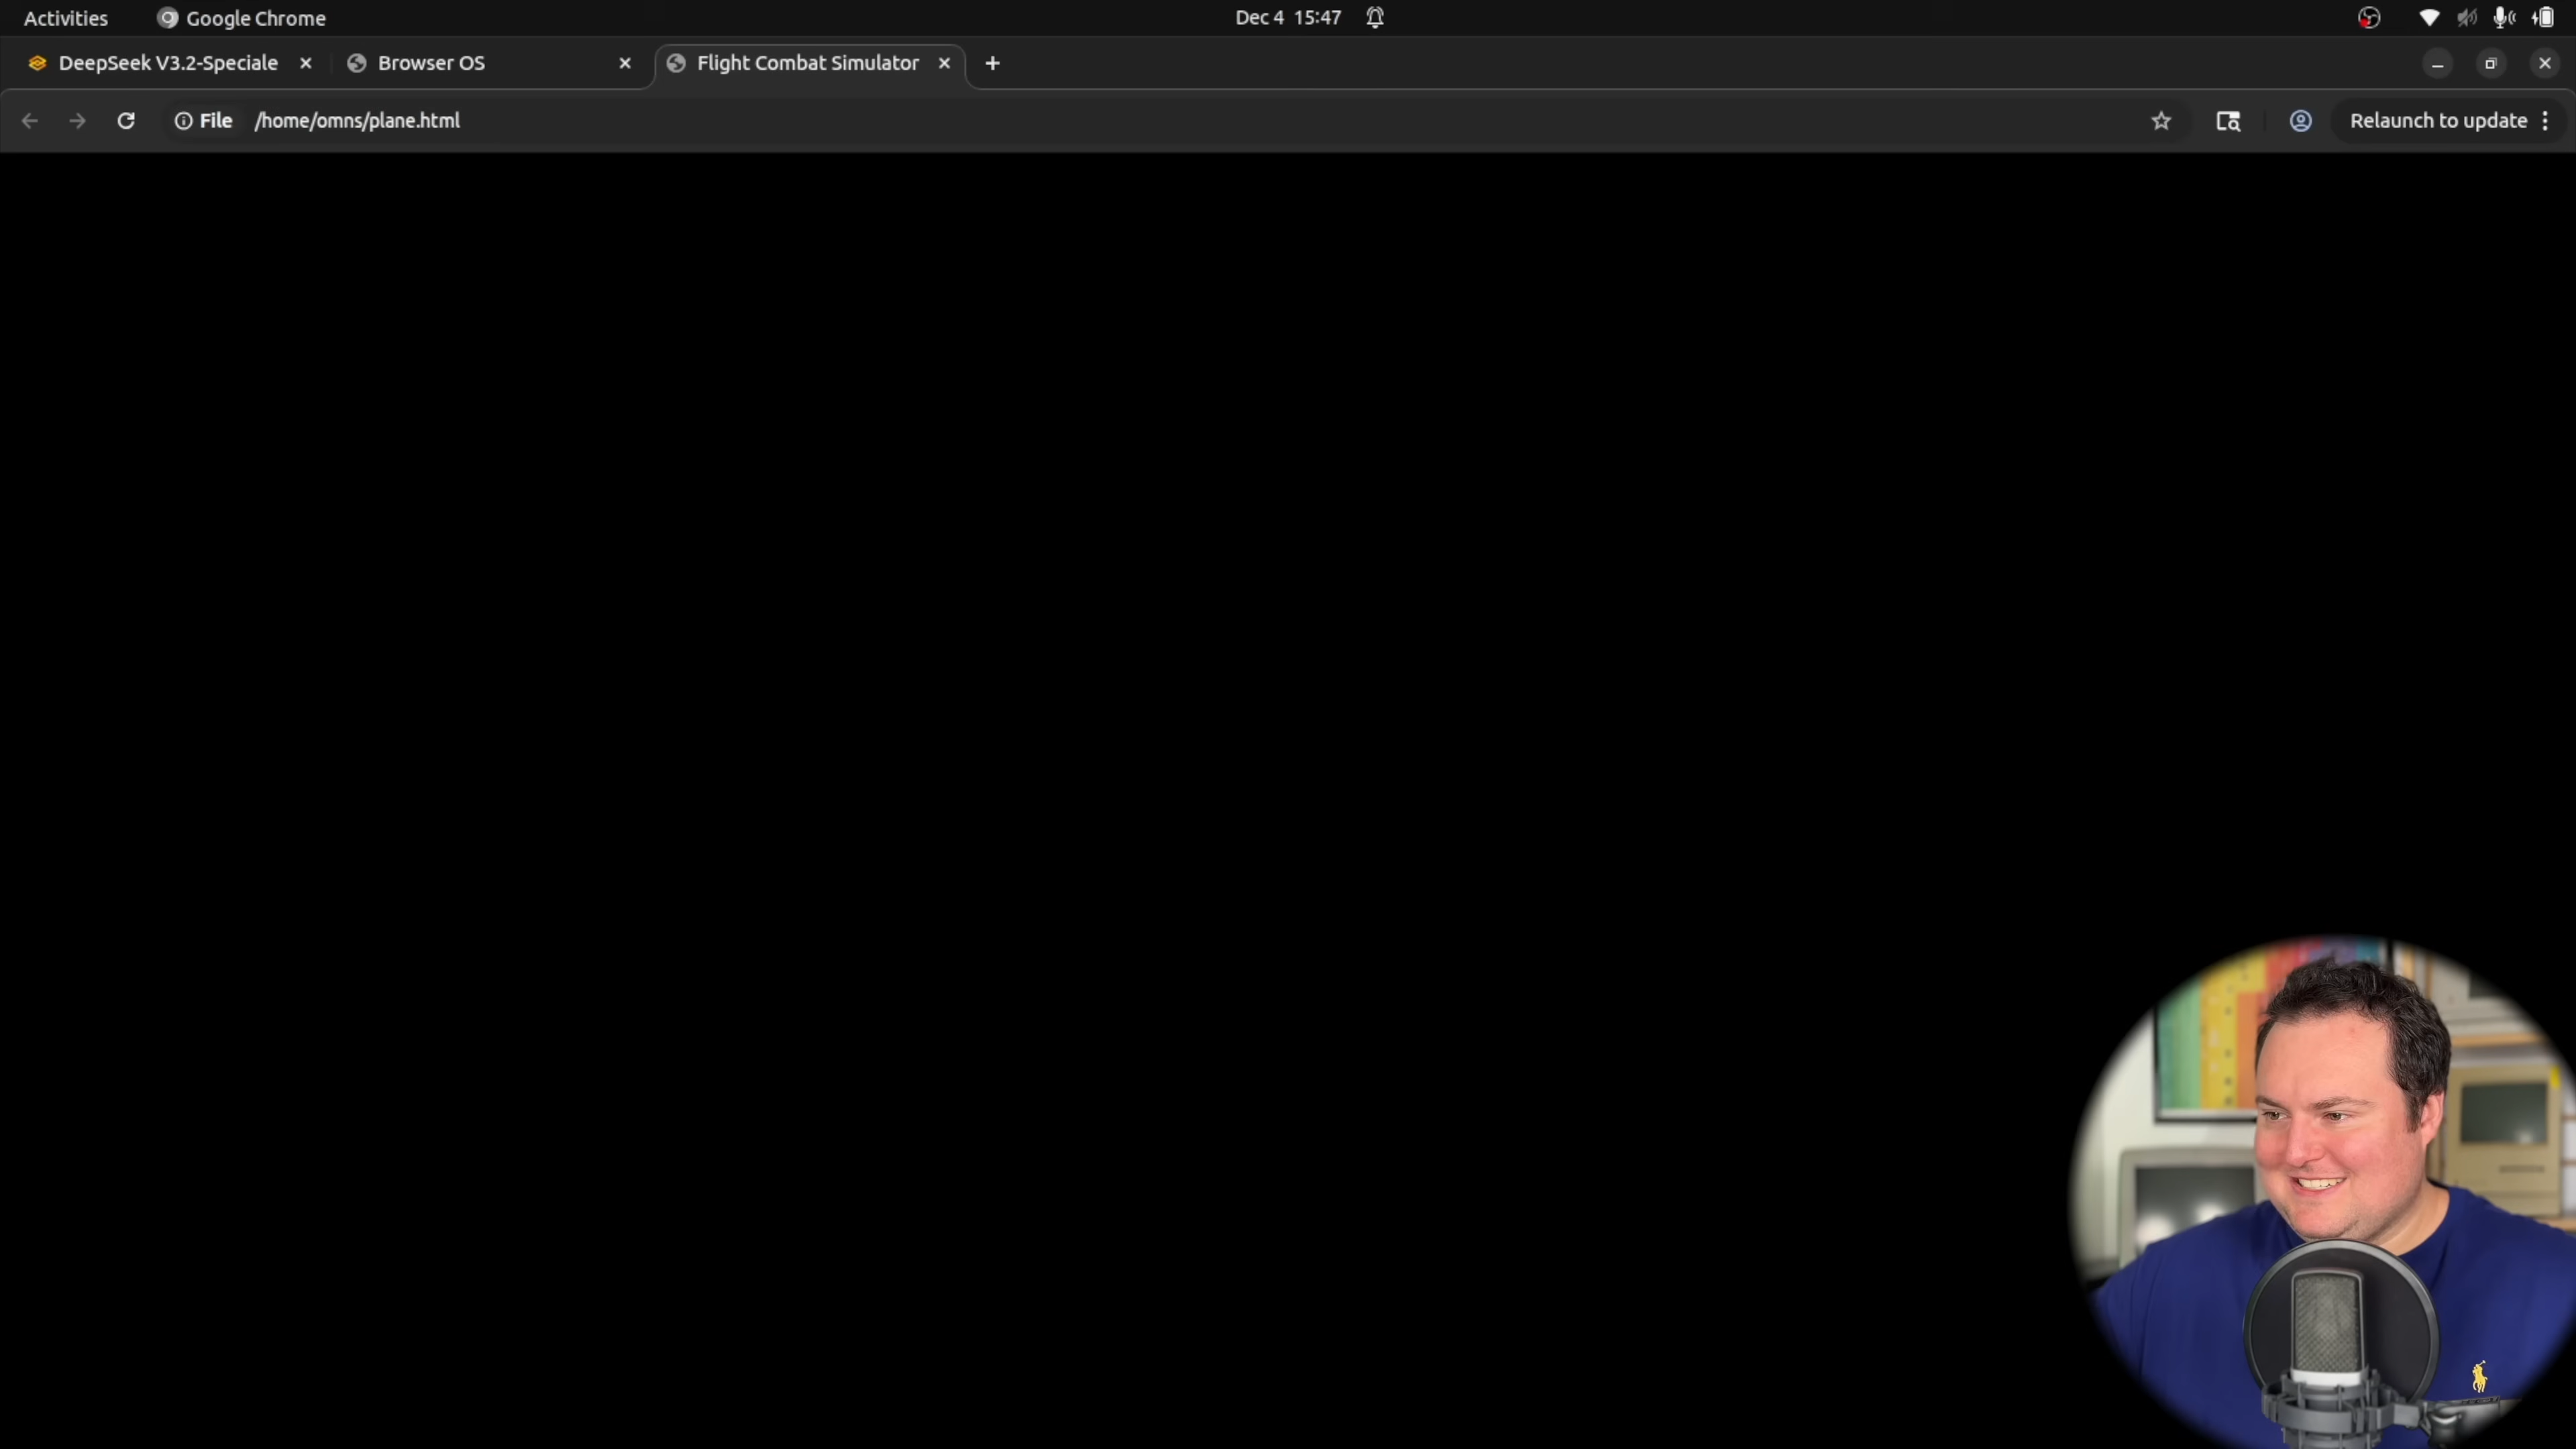 Activities
Google Chrome
Dec 4 15:47
DeepSeek V3.2-Speciale
Browser OS
Flight Combat Simulator
File
/home/omns/plane.html
Relaunch to update